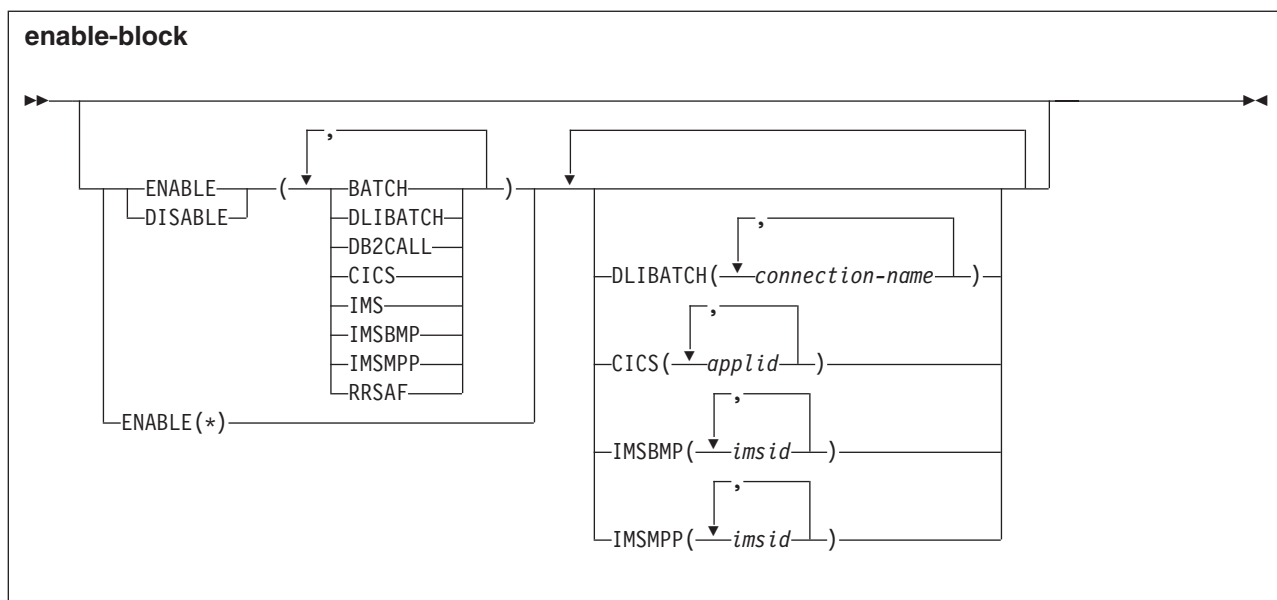 enable-block
,
ENABLE ( BATCH )
DISABLE DLIBATCH
DB2CALL
CICS
IMS
IMSBMP
IMSMPP
RRSAF
ENABLE(*)
,
DLIBATCH( connection-name )
,
CICS( applid )
,
IMSBMP( imsid )
,
IMSMPP( imsid )